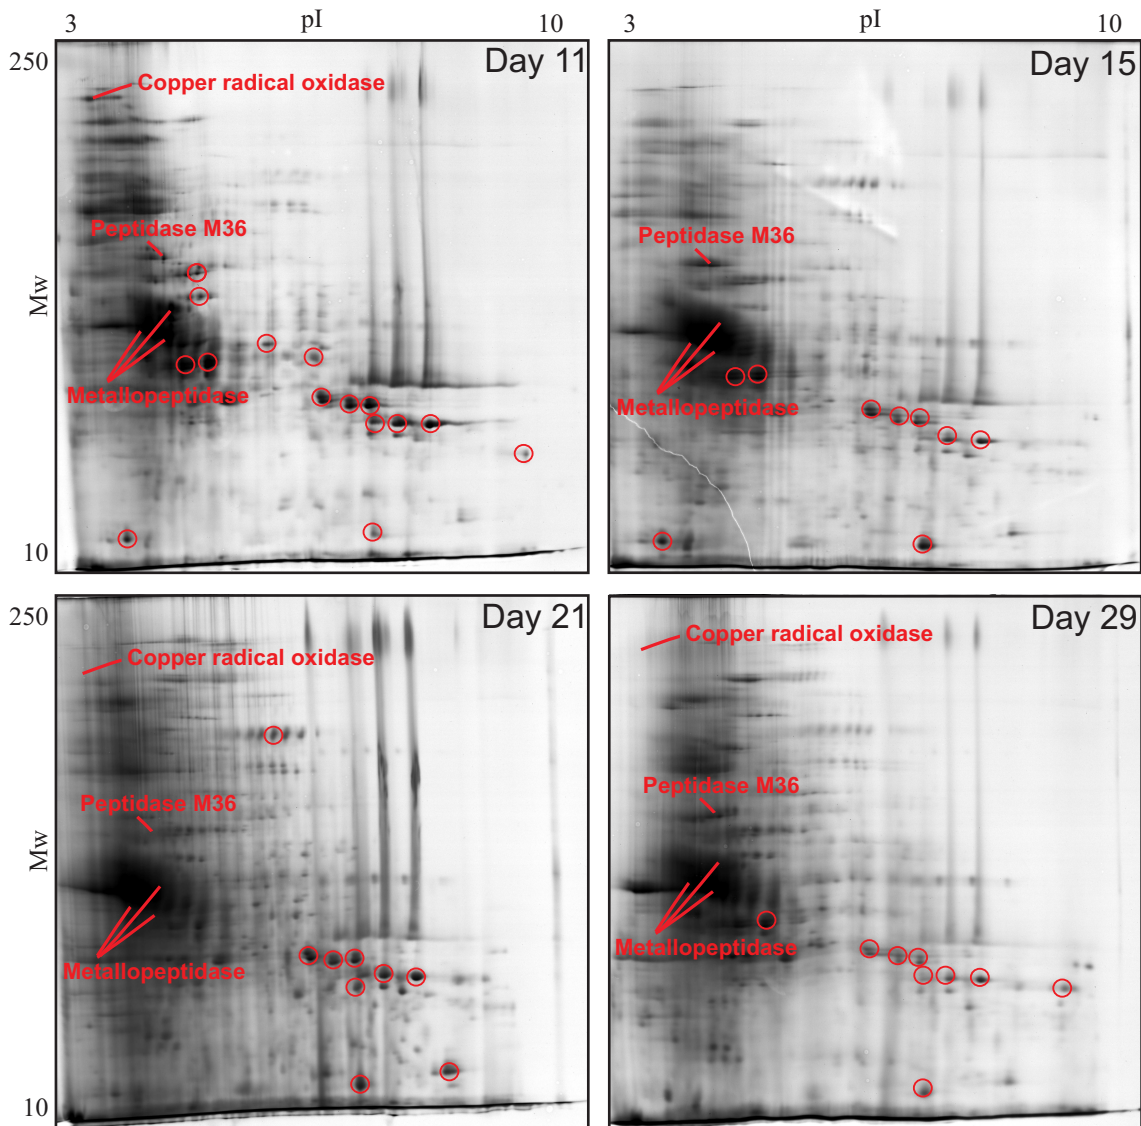 3 pI 10 3 pI 10
250 Day 11 Day 15
Copper radical oxidase
Peptidase M36
Peptidase M36
Mw
Metallopeptidase
Metallopeptidase
10
250 Day 21 Day 29
Copper radical oxidase
Copper radical oxidase
Peptidase M36
Peptidase M36
Mw
Metallopeptidase
Metallopeptidase
10